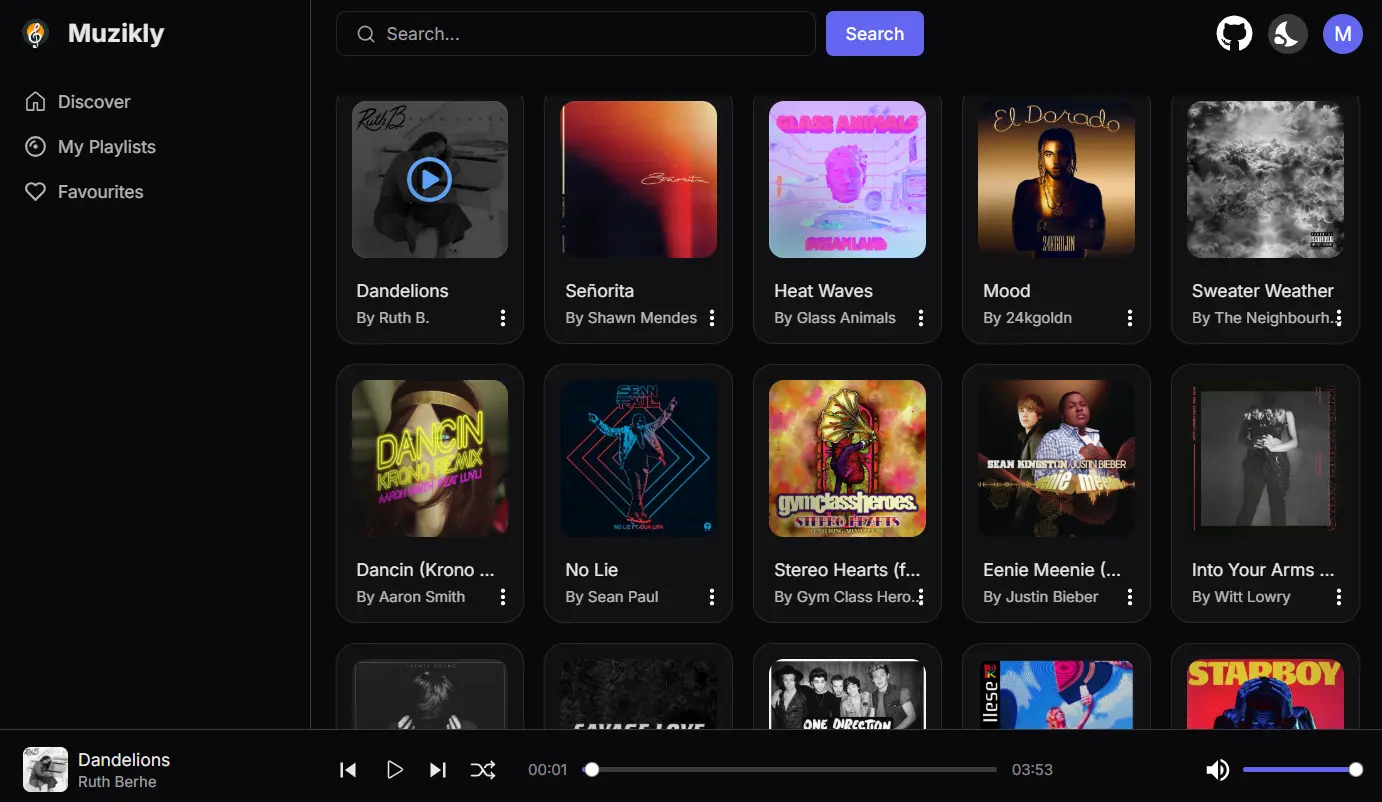 Muzikly
Search...
Search
M
Discover
My Playlists
Favourites
Ruth B
Señorita
GLASS ANIMALS
DREAMLAND
El Dorado
24KGOLDN
Dandelions
By Ruth B.
Señorita
By Shawn Mendes
Heat Waves
By Glass Animals
Mood
By 24kgoldn
Sweater Weather
By The Neighbourh...
DANCIN
KRONO REMIX
AARON SMITH FEAT LUVLI
SEAN
PAUL
NO LIE FT. DUA LIPA
gymclassheroes.
STEREO HEARTS
SEAN KINGSTON/JUSTIN BIEBER
eenie meenie
Dancin (Krono ...
By Aaron Smith
No Lie
By Sean Paul
Stereo Hearts (f...
By Gym Class Hero...
Eenie Meenie (...
By Justin Bieber
Into Your Arms ...
By Witt Lowry
SAVAGE LOVE
ONE DIRECTION
llese
STARBOY
Dandelions
Ruth Berhe
00:01
03:53